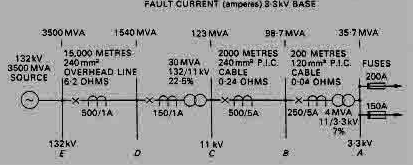 FAULT CURRENT (amperes) 3·3kV BASE
3500 MVA
1540 MVA
123 MVA
98·7 MVA
35·7 MVA
132kV
3500 MVA
SOURCE
15,000 METRES
240mm²
OVERHEAD LINE
6·2 OHMS
30 MVA
132/11kV
22·5%
2000 METRES
240mm² P.I.C.
CABLE
0·24 OHMS
200 METRES
120mm² P.I.C.
CABLE
0·04 OHMS
FUSES
200A
150A
500/1A
150/1A
500/5A
250/5A
4 MVA
11/3·3kV
7%
132kV
11 kV
3·3kV
E
D
C
B
A